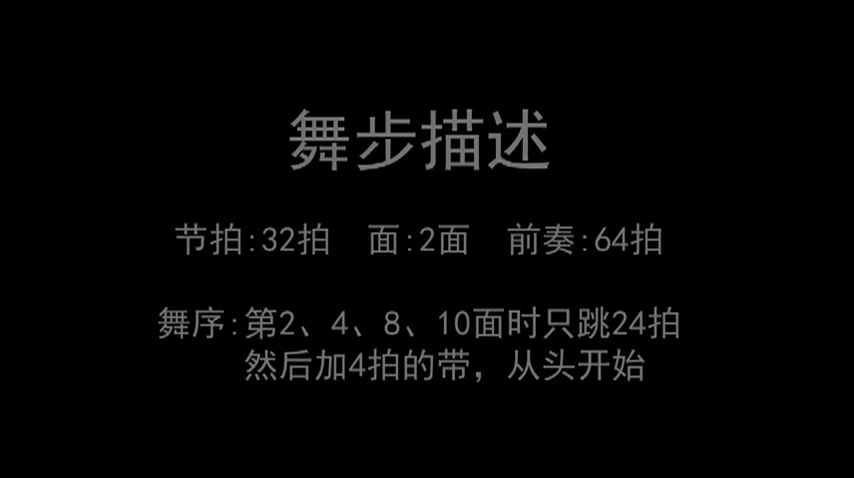 舞步描述
节拍:32拍 面:2面 前奏:64拍
舞序:第2、4、8、10面时只跳24拍
然后加4拍的带，从头开始